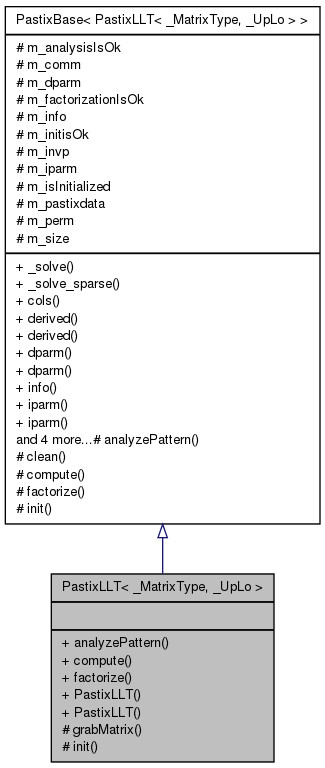 PastixBase< PastixLLT< _MatrixType, _UpLo > >
# m_analysisIsOk
# m_comm
# m_dparm
# m_factorizationIsOk
# m_info
# m_initisOk
# m_invp
# m_iparm
# m_isInitialized
# m_pastixdata
# m_perm
# m_size
+ _solve()
+ _solve_sparse()
+ cols()
+ derived()
+ derived()
+ dparm()
+ dparm()
+ info()
+ iparm()
+ iparm()
and 4 more...# analyzePattern()
# clean()
# compute()
# factorize()
# init()
PastixLLT< _MatrixType, _UpLo >
+ analyzePattern()
+ compute()
+ factorize()
+ PastixLLT()
+ PastixLLT()
# grabMatrix()
# init()